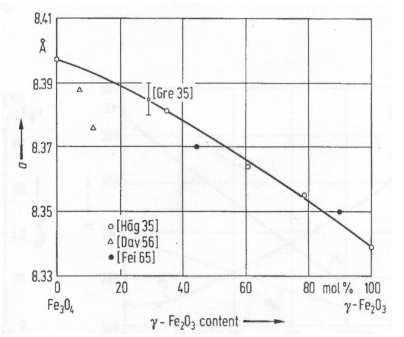 8.41
Å
8.39
[Gre 35]
a
8.37
8.35
○ [Häg 35]
△ [Dav 56]
● [Fei 65]
8.33
0 20 40 60 80 mol % 100
Fe₃O₄ γ-Fe₂O₃
γ - Fe₂O₃ content